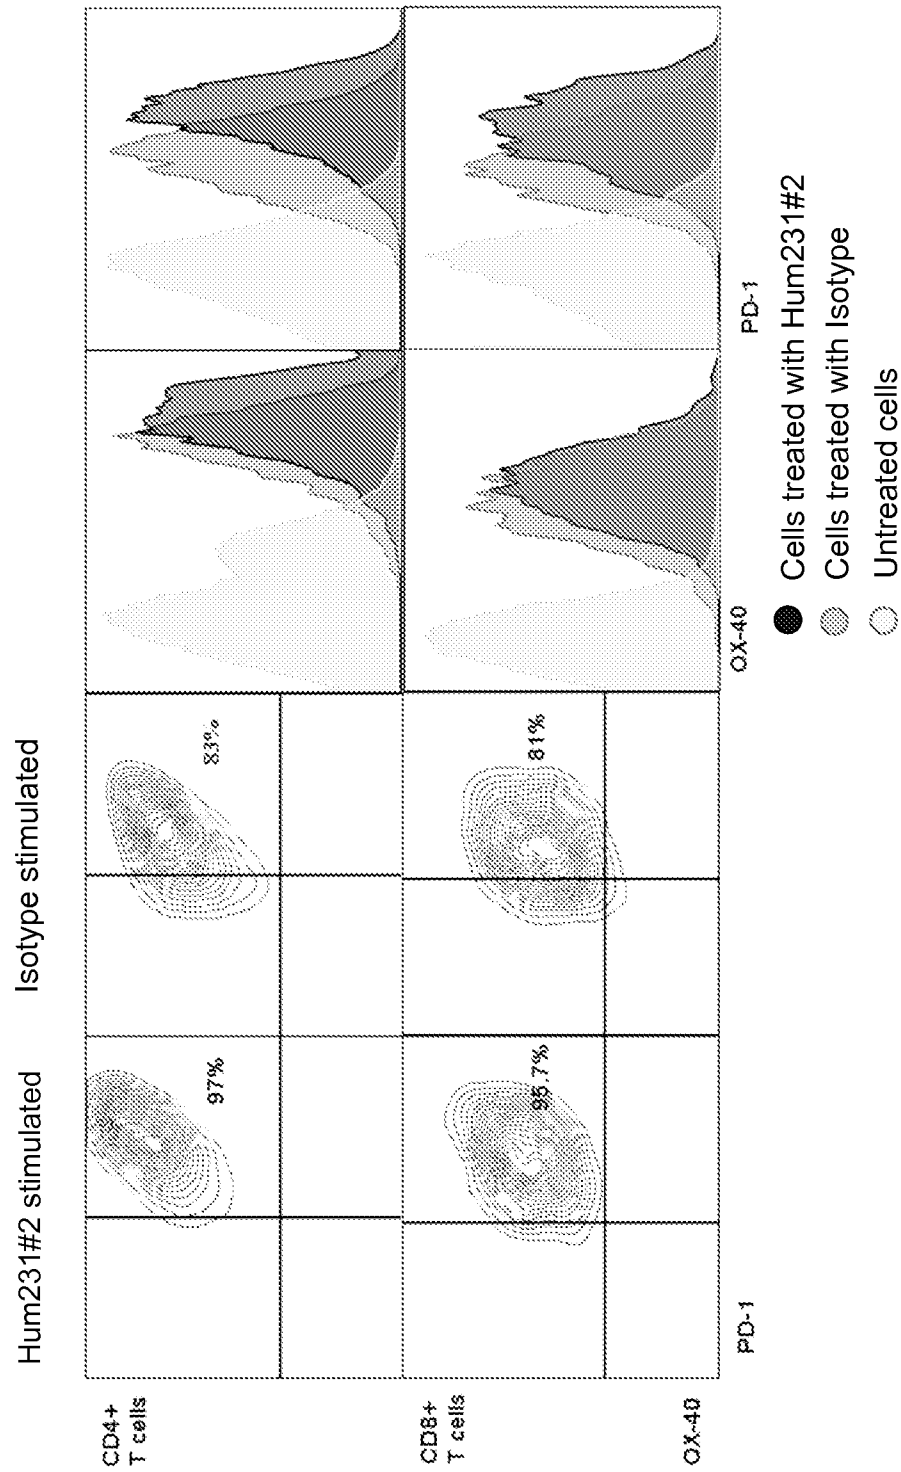 Hum231#2 stimulated
Isotype stimulated
CD4+
T cells
97%
83%
CD8+
T cells
95.7%
81%
OX-40
PD-1
OX-40
PD-1
Cells treated with Hum231#2
Cells treated with Isotype
Untreated cells